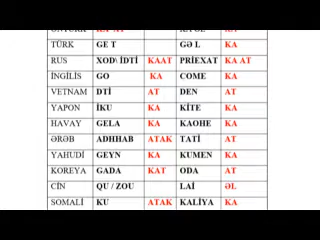 TÜRK GE T GƏ L KA
RUS XOD\ İDTİ KAAT PRİEXAT KA AT
İNGİLİS GO KA COME KA
VETNAM DTİ AT DEN AT
YAPON İKU KA KİTE KA
HAVAY GELA KA KAOHE KA
ƏRƏB ADHHAB ATAK TATİ AT
YAHUDİ GEYN KA KUMEN KA
KOREYA GADA KAT ODA AT
CİN QU / ZOU LAİ ƏL
SOMALİ KU ATAK KALİYA KA